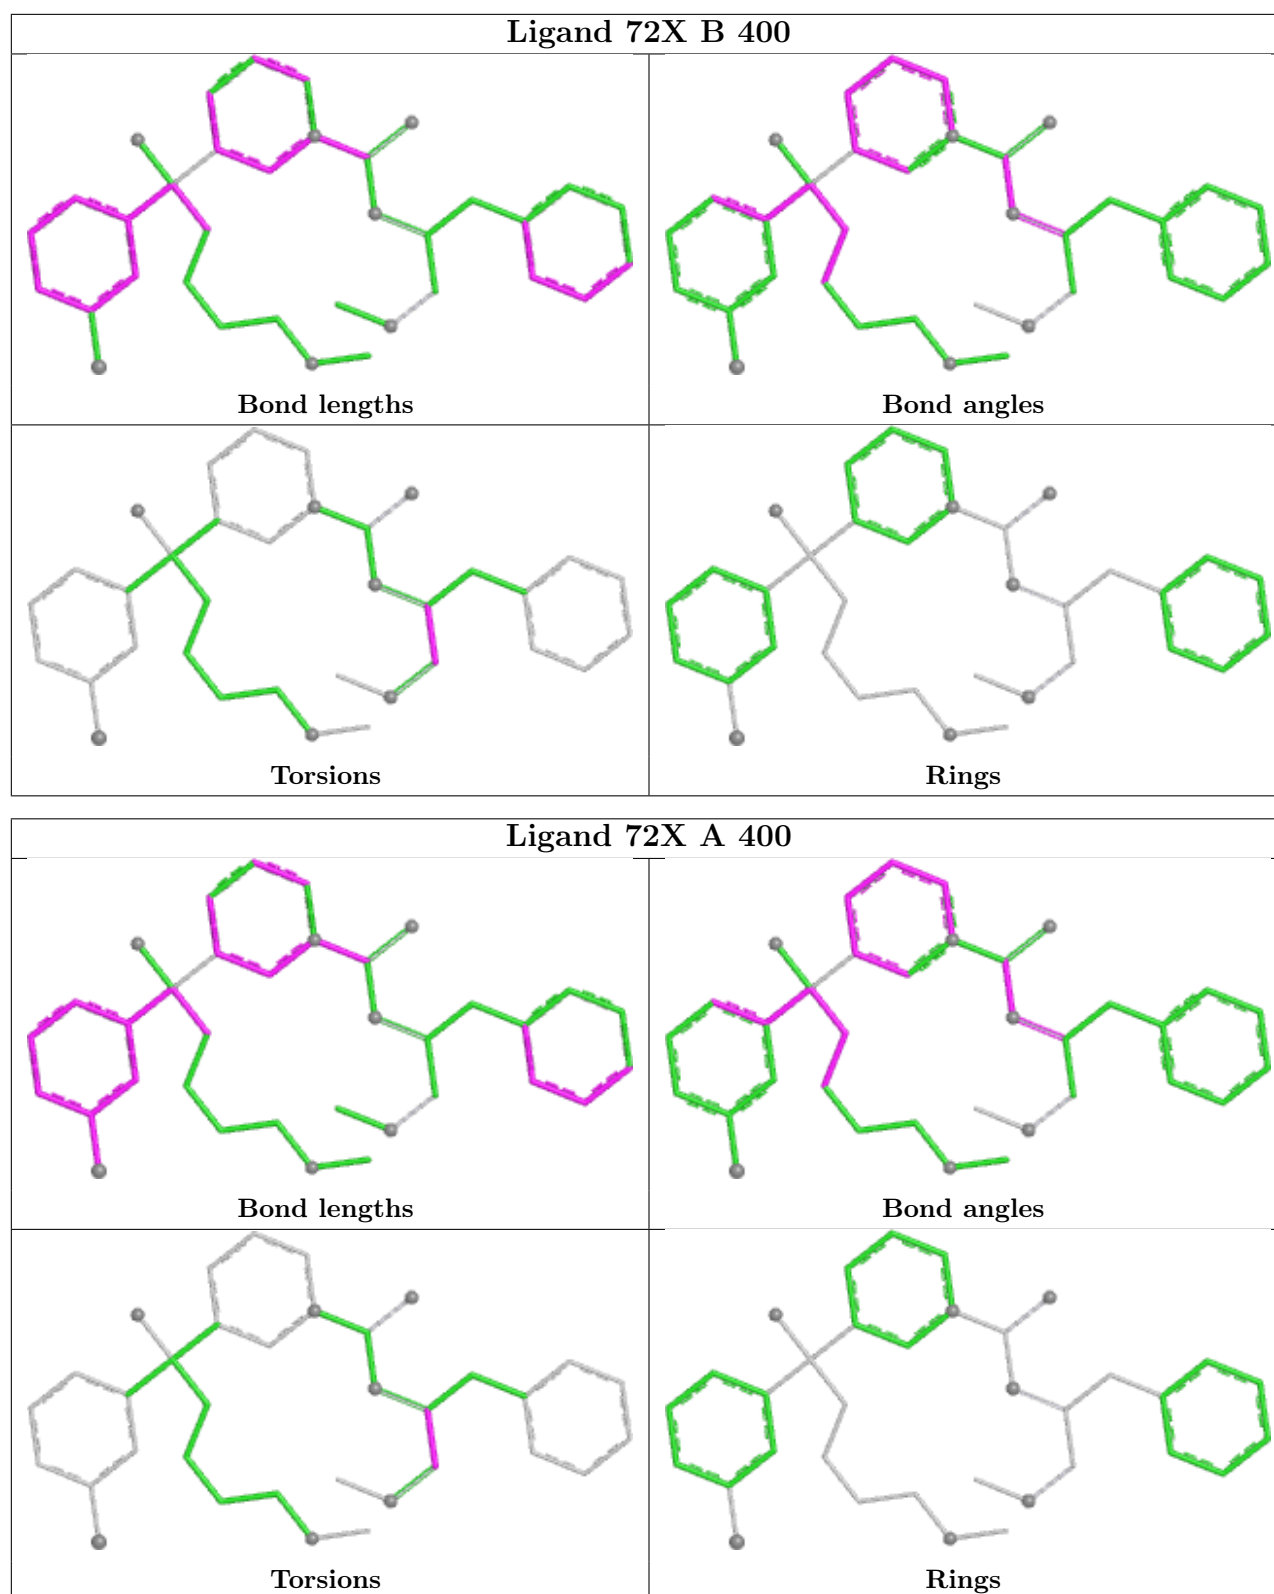 Ligand 72X B 400
Bond lengths
Bond angles
Torsions
Rings
Ligand 72X A 400
Bond lengths
Bond angles
Torsions
Rings